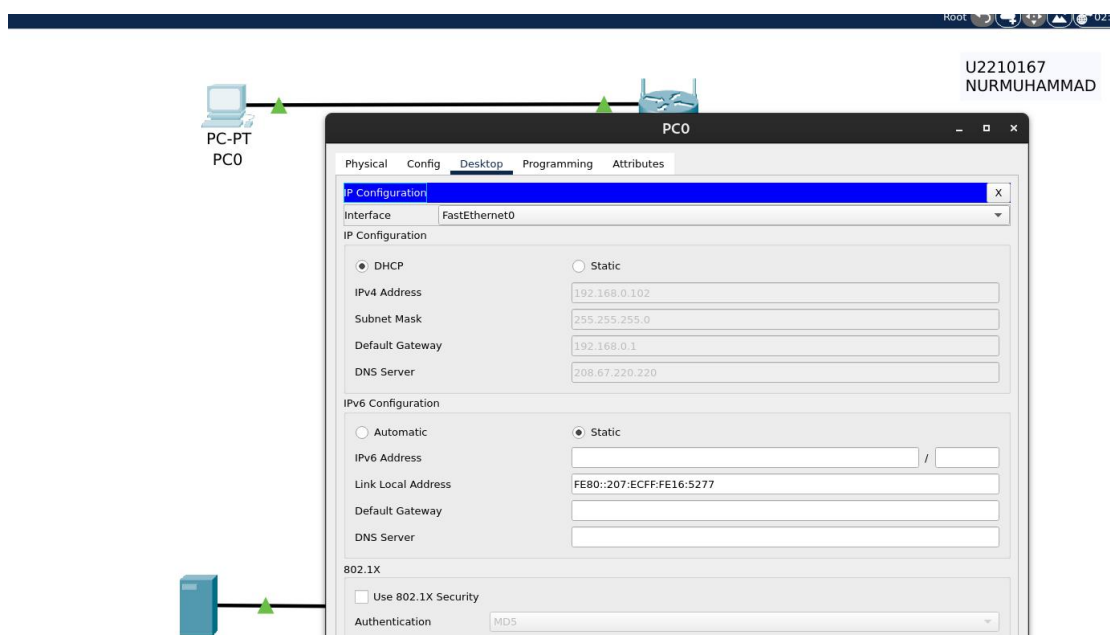 Root
U2210167
NURMUHAMMAD
PC-PT
PC0
PC0
Physical Config Desktop Programming Attributes
IP Configuration X
Interface FastEthernet0
IP Configuration
DHCP Static
IPv4 Address 192.168.0.102
Subnet Mask 255.255.255.0
Default Gateway 192.168.0.1
DNS Server 208.67.220.220
IPv6 Configuration
Automatic Static
IPv6 Address /
Link Local Address FE80::207:ECFF:FE16:5277
Default Gateway
DNS Server
802.1X
Use 802.1X Security
Authentication MD5